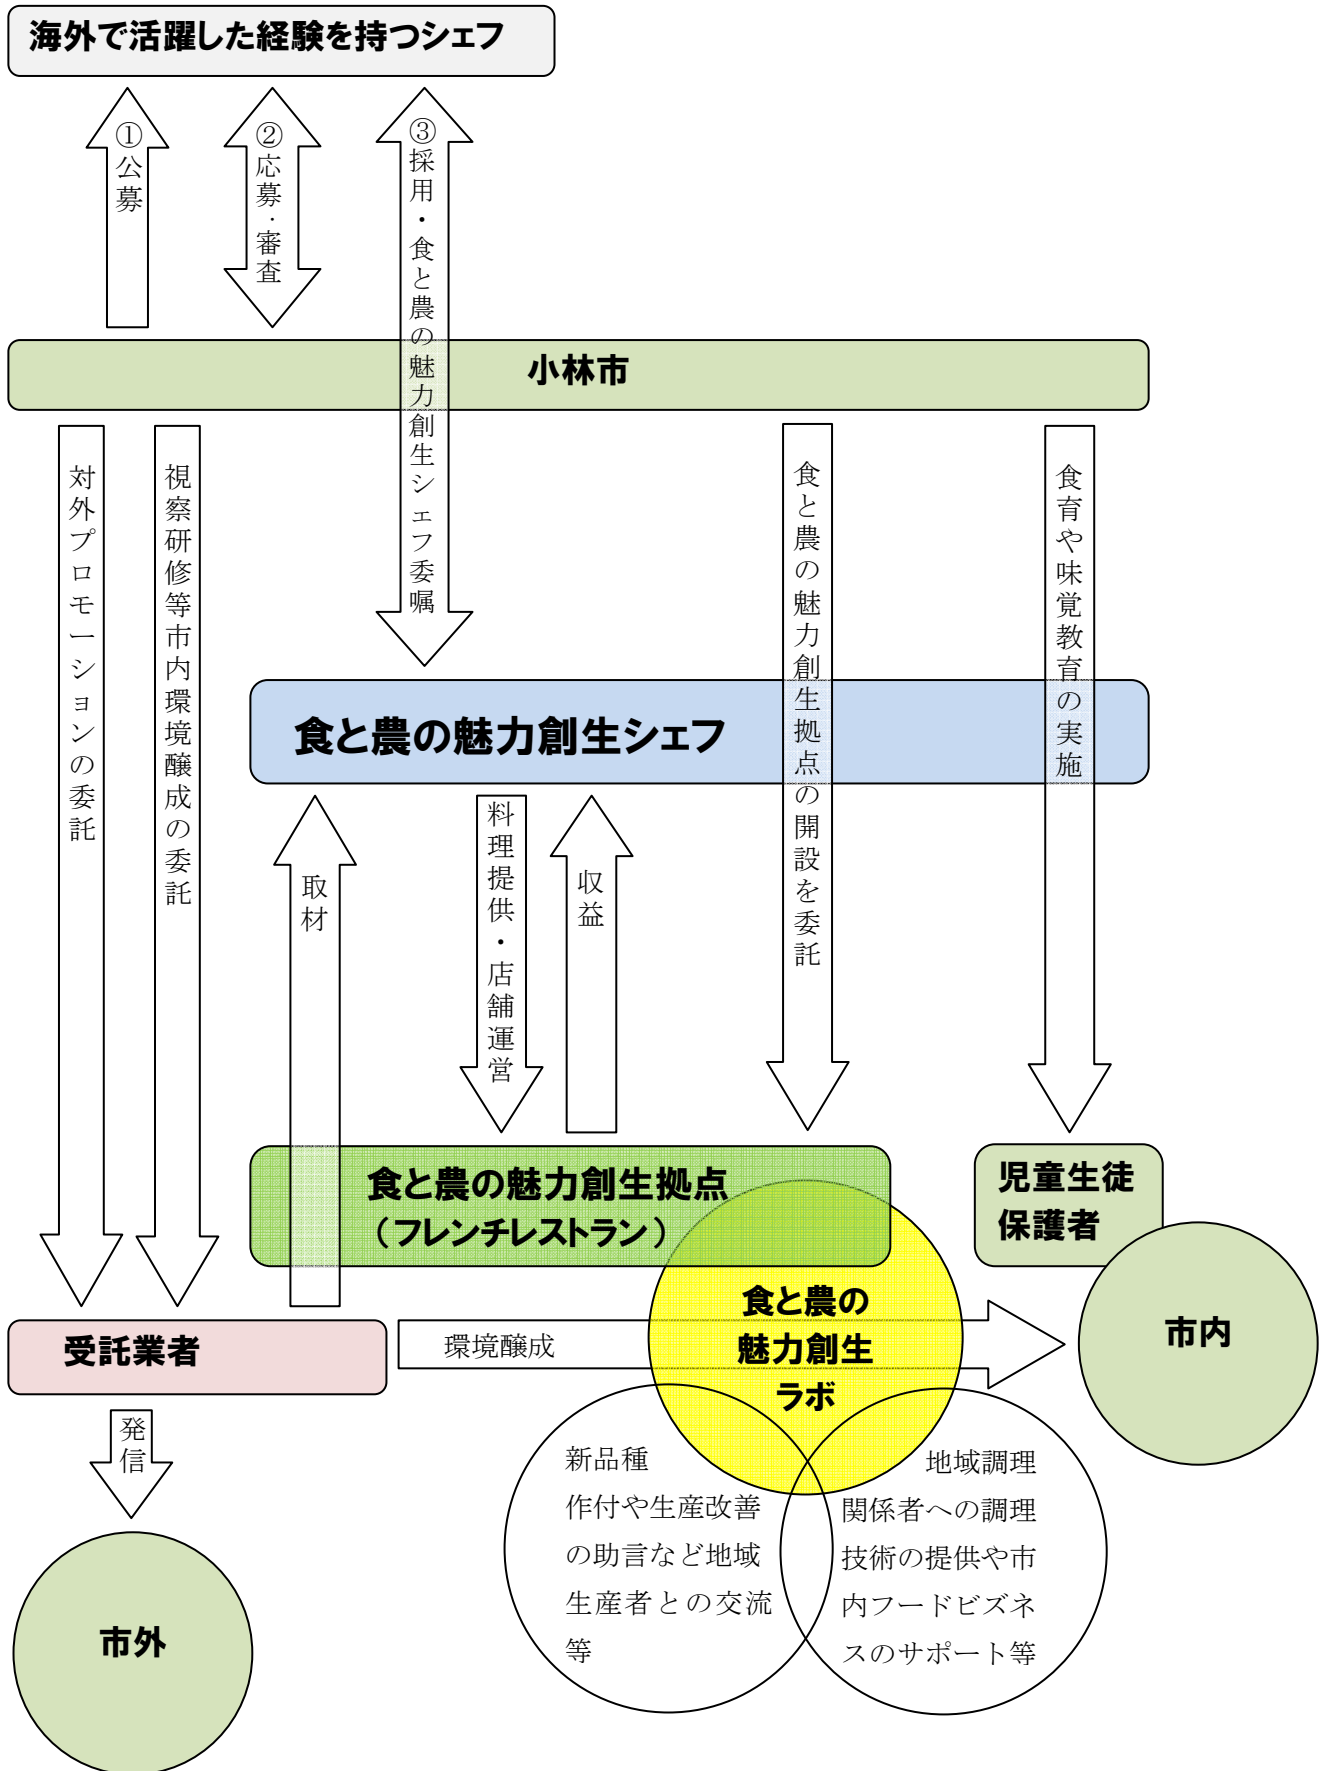 海外で活躍した経験を持つシェフ
①公募
②応募・審査
③採用・食と農の魅力創生シェフ委嘱
小林市
対外プロモーションの委託
視察研修等市内環境醸成の委託
食と農の魅力創生拠点の開設を委託
食育や味覚教育の実施
食と農の魅力創生シェフ
取材
料理提供・店舗運営
収益
食と農の魅力創生拠点
（フレンチレストラン）
児童生徒
保護者
市内
受託業者
環境醸成
食と農の
魅力創生
ラボ
発信
市外
新品種
作付や生産改善
の助言など地域
生産者との交流
等
地域調理
関係者への調理
技術の提供や市
内フードビズネ
スのサポート等